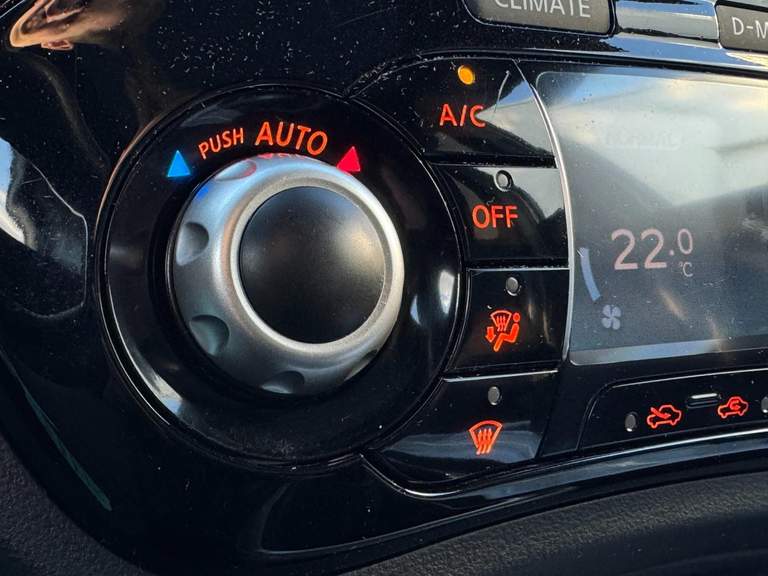 CLIMATE
D-M
PUSH AUTO
A/C
OFF
22.0
°C